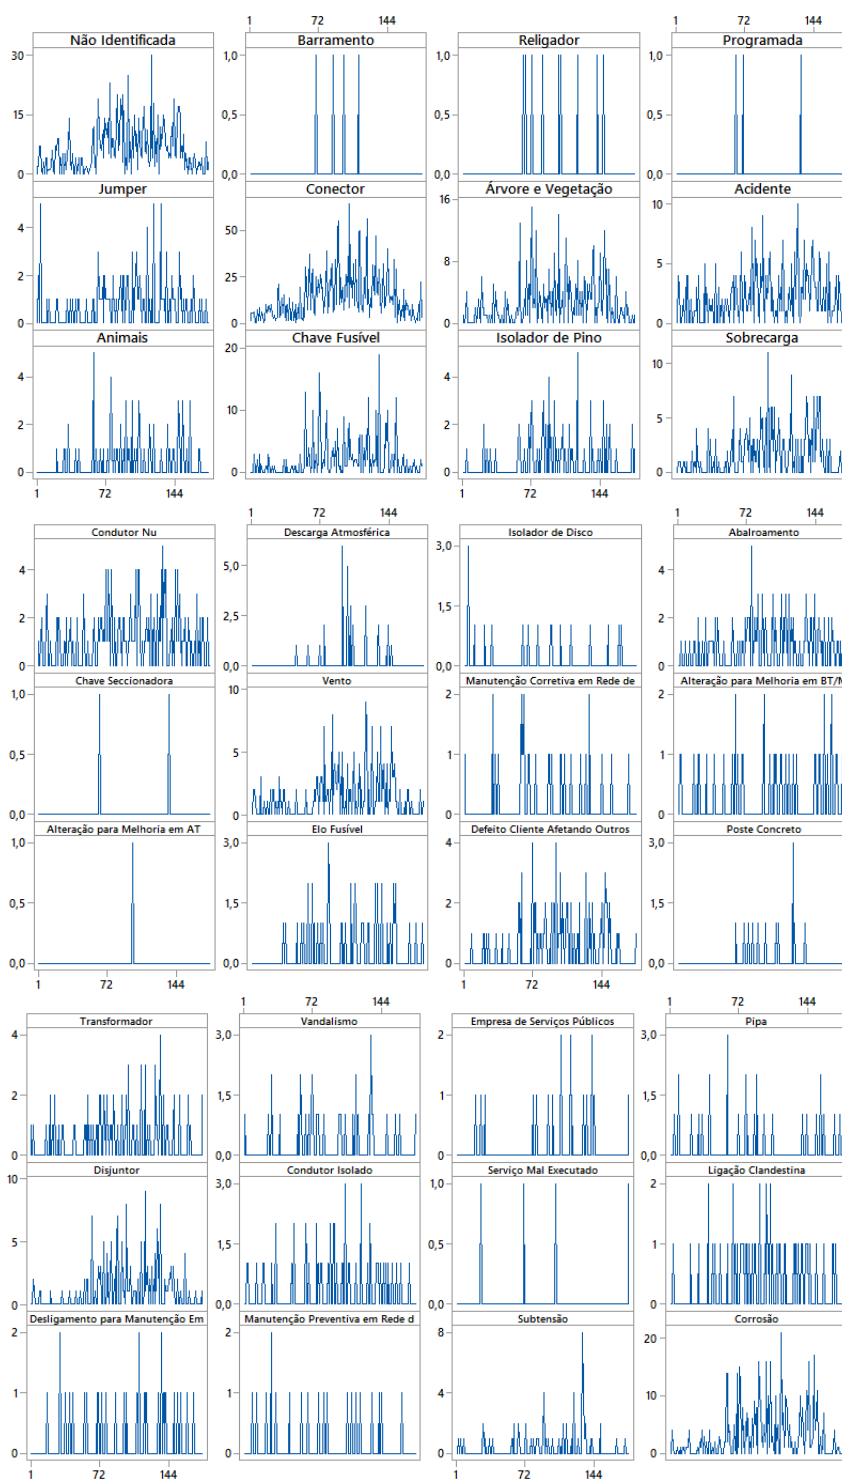 1 72 144 1 72 144
Não Identificada Barramento Religador Programada
30 1,0 1,0 1,0
15 0,5 0,5 0,5
0 0,0 0,0 0,0
Jumper Conector Árvore e Vegetação Acidente
4 50 16 10
2 25 8 5
0 0 0 0
Animais Chave Fusível Isolador de Pino Sobrecarga
4 20 4 10
2 10 2 5
0 0 0 0
1 72 144 1 72 144
1 72 144 1 72 144
Condutor Nu Descarga Atmosférica Isolador de Disco Abalroamento
4 5,0 3,0 4
2 2,5 1,5 2
0 0,0 0,0 0
Chave Seccionadora Vento Manutenção Corretiva em Rede de Alteração para Melhoria em BT/M
1,0 10 2 2
0,5 5 1 1
0,0 0 0 0
Alteração para Melhoria em AT Elo Fusível Defeito Cliente Afetando Outros Poste Concreto
1,0 3,0 4 3,0
0,5 1,5 2 1,5
0,0 0,0 0 0,0
1 72 144 1 72 144
1 72 144 1 72 144
Transformador Vandalismo Empresa de Serviços Públicos Pipa
4 3,0 2 3,0
2 1,5 1 1,5
0 0,0 0 0,0
Disjuntor Condutor Isolado Serviço Mal Executado Ligação Clandestina
10 3,0 1,0 2
5 1,5 0,5 1
0 0,0 0,0 0
Desligamento para Manutenção Em Manutenção Preventiva em Rede d Subtensão Corrosão
2 2 8 20
1 1 4 10
0 0 0 0
1 72 144 1 72 144